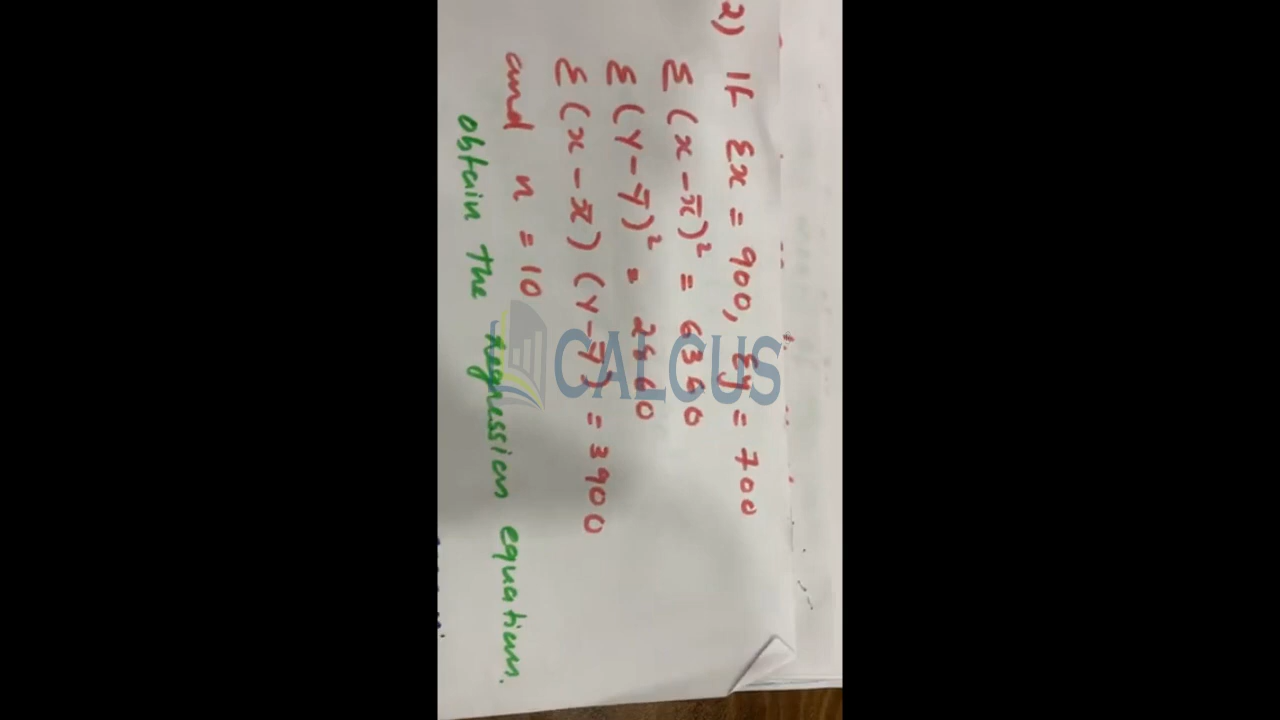 2) If Σx = 900, Σy = 700
Σ (x - x̄)² = 6360
Σ (y - ȳ)² = 2860
Σ (x - x̄) (y - ȳ) = 3900
and n = 10
obtain the regression equation.
CALCUS